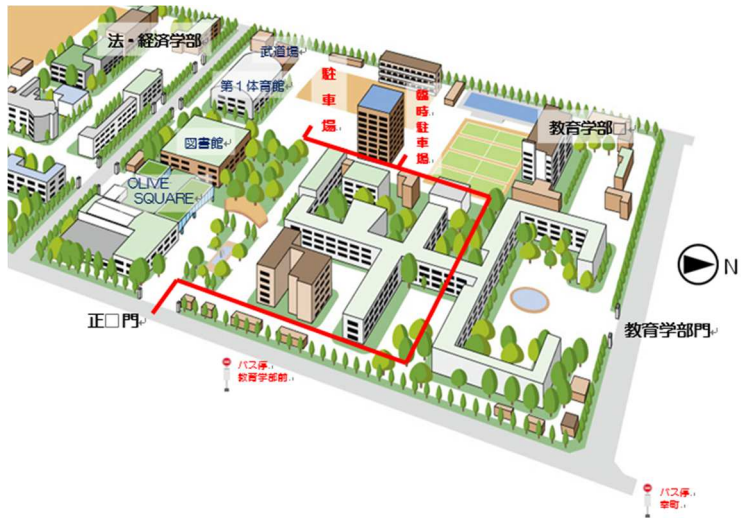 法・経済学部
武道場
第1体育館
駐車場
臨時駐車場
教育学部□
図書館
OLIVE
SQUARE
N
正□門
教育学部門
バス停
教育学部前
バス停
幸町